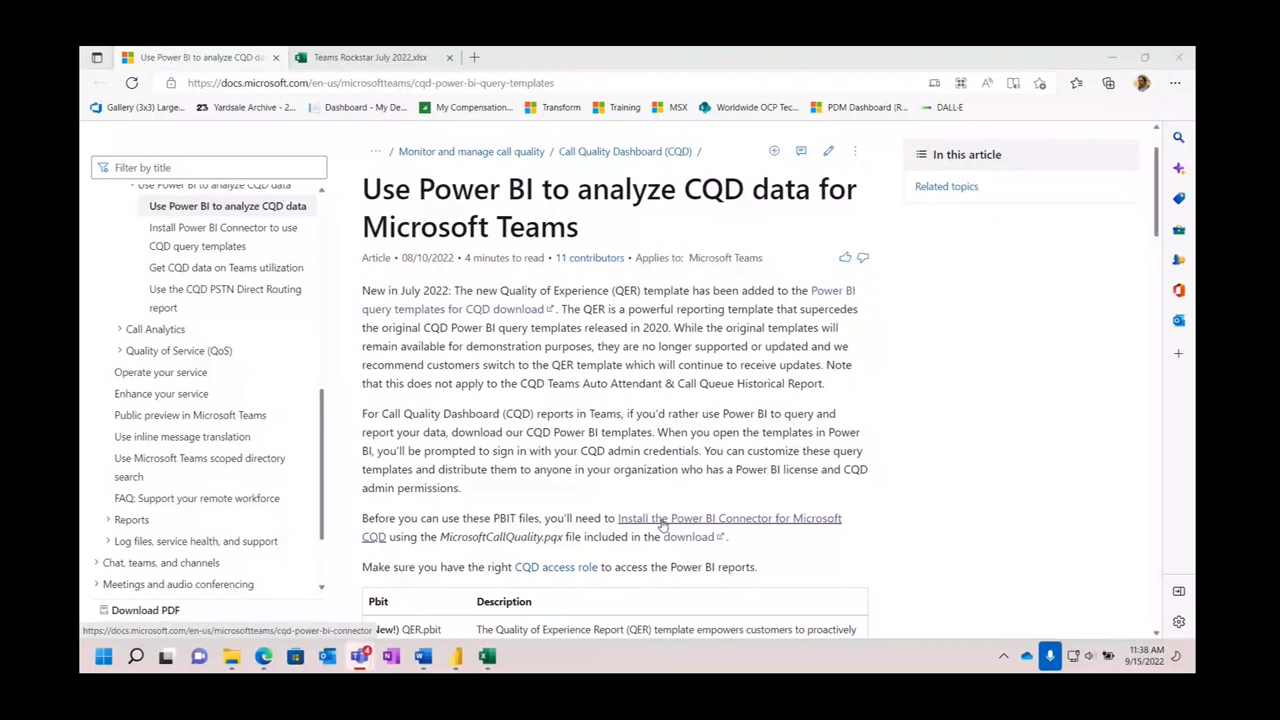 Use Power BI to analyze CQD da
Teams Rockstar July 2022.xlsx
https://docs.microsoft.com/en-us/microsoftteams/cqd-power-bi-query-templates
Gallery (3x3) Large...
Yardsale Archive - 2...
Dashboard - My De...
My Compensation...
Transform
Training
MSX
Worldwide OCP Tec...
PDM Dashboard (R...
DALL-E
Filter by title
Use Power BI to analyze CQD data
Use Power BI to analyze CQD data
Install Power BI Connector to use
CQD query templates
Get CQD data on Teams utilization
Use the CQD PSTN Direct Routing
report
Call Analytics
Quality of Service (QoS)
Operate your service
Enhance your service
Public preview in Microsoft Teams
Use inline message translation
Use Microsoft Teams scoped directory
search
FAQ: Support your remote workforce
Reports
Log files, service health, and support
Chat, teams, and channels
Meetings and audio conferencing
Download PDF
https://docs.microsoft.com/en-us/microsoftteams/cqd-power-bi-connector
··· / Monitor and manage call quality / Call Quality Dashboard (CQD) /
Use Power BI to analyze CQD data for
Microsoft Teams
Article • 08/10/2022 • 4 minutes to read • 11 contributors • Applies to: Microsoft Teams
New in July 2022: The new Quality of Experience (QER) template has been added to the Power BI
query templates for CQD download. The QER is a powerful reporting template that supercedes
the original CQD Power BI query templates released in 2020. While the original templates will
remain available for demonstration purposes, they are no longer supported or updated and we
recommend customers switch to the QER template which will continue to receive updates. Note
that this does not apply to the CQD Teams Auto Attendant & Call Queue Historical Report.
For Call Quality Dashboard (CQD) reports in Teams, if you'd rather use Power BI to query and
report your data, download our CQD Power BI templates. When you open the templates in Power
BI, you'll be prompted to sign in with your CQD admin credentials. You can customize these query
templates and distribute them to anyone in your organization who has a Power BI license and CQD
admin permissions.
Before you can use these PBIT files, you'll need to Install the Power BI Connector for Microsoft
CQD using the MicrosoftCallQuality.pqx file included in the download.
Make sure you have the right CQD access role to access the Power BI reports.
Pbit Description
ew!) QER.pbit The Quality of Experience Report (QER) template empowers customers to proactively
In this article
Related topics
4
11:38 AM
9/15/2022